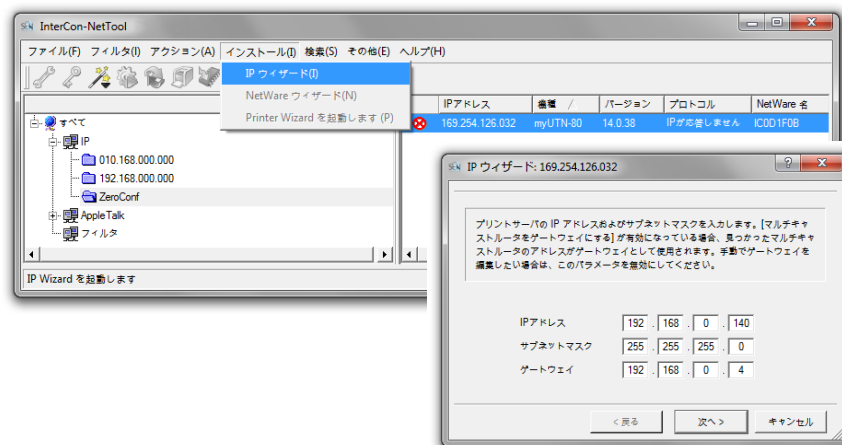 InterCon-NetTool
ファイル(F) フィルタ(I) アクション(A) インストール(I) 検索(S) その他(E) ヘルプ(H)
IP ウィザード(I)
NetWare ウィザード(N)
Printer Wizard を起動します (P)
IPアドレス 機種 バージョン プロトコル NetWare 名
169.254.126.032 myUTN-80 14.0.38 IPが応答しません IC0D1F0B
すべて
IP
010.168.000.000
192.168.000.000
ZeroConf
AppleTalk
フィルタ
IP Wizard を起動します
IP ウィザード: 169.254.126.032
プリントサーバの IP アドレスおよびサブネットマスクを入力します。[マルチキャ
ストルータをゲートウェイにする] が有効になっている場合、見つかったマルチキャ
ストルータのアドレスがゲートウェイとして使用されます。手動でゲートウェイを
編集したい場合は、このパラメータを無効にしてください。
IPアドレス 192 . 168 . 0 . 140
サブネットマスク 255 . 255 . 255 . 0
ゲートウェイ 192 . 168 . 0 . 4
< 戻る 次へ > キャンセル